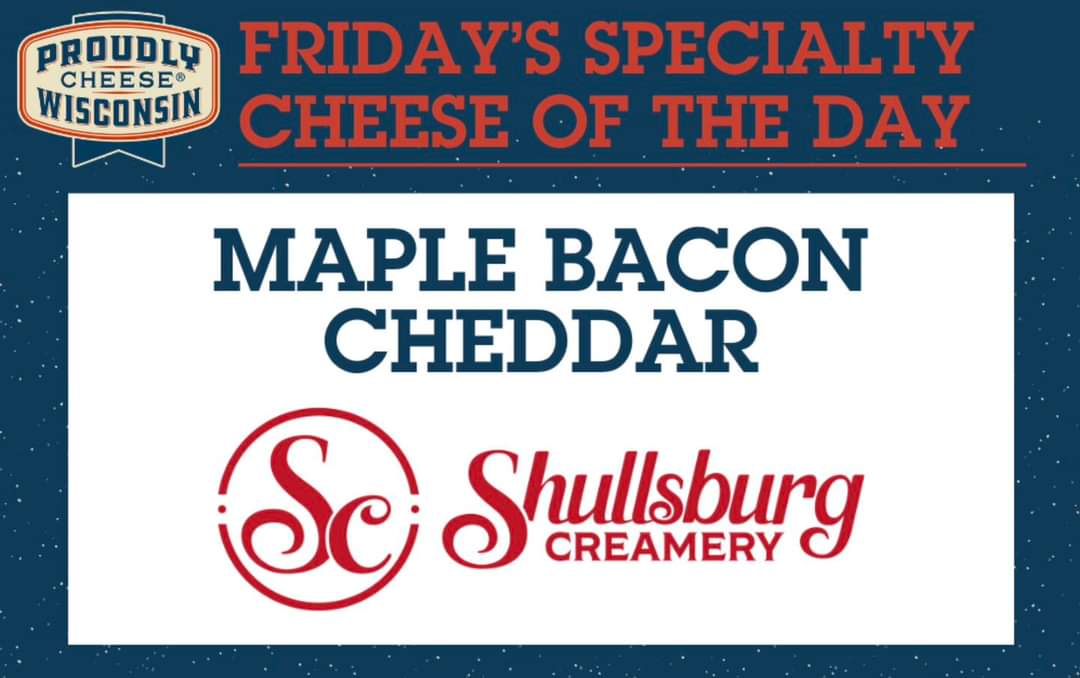 PROUDLY
CHEESE®
WISCONSIN
FRIDAY'S SPECIALTY
CHEESE OF THE DAY
MAPLE BACON
CHEDDAR
Sc
Shullsburg
CREAMERY